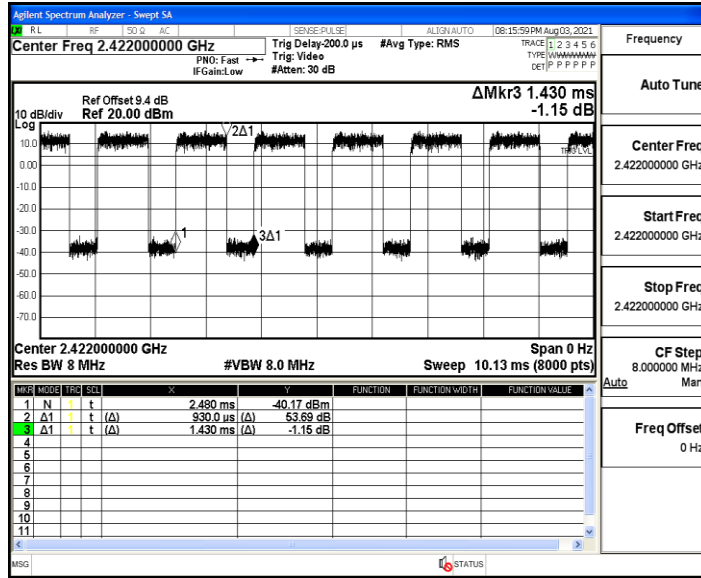 Agilent Spectrum Analyzer - Swept SA
RL RF 50 Ω AC SENSE:PULSE ALIGN AUTO 08:15:59 PM Aug 03, 2021
Center Freq 2.422000000 GHz
PNO: Fast
IFGain:Low
Trig Delay-200.0 µs
Trig: Video
#Atten: 30 dB
#Avg Type: RMS
TRACE 1 2 3 4 5 6
TYPE WWWWWW
DET P P P P P P
ΔMkr3 1.430 ms
-1.15 dB
Ref Offset 9.4 dB
10 dB/div Ref 20.00 dBm
Log
10.0
0.00
-10.0
-20.0
-30.0
-40.0
-50.0
-60.0
-70.0
2Δ1
TRIG LVL
1
3Δ1
Center 2.422000000 GHz Span 0 Hz
Res BW 8 MHz #VBW 8.0 MHz Sweep 10.13 ms (8000 pts)
MKR MODE TRC SCL X Y FUNCTION FUNCTION WIDTH FUNCTION VALUE
1 N 1 t 2.480 ms -40.17 dBm
2 Δ1 1 t (Δ) 930.0 µs (Δ) 53.69 dB
3 Δ1 1 t (Δ) 1.430 ms (Δ) -1.15 dB
4
5
6
7
8
9
10
11
MSG STATUS
Frequency
Auto Tune
Center Freq
2.422000000 GHz
Start Freq
2.422000000 GHz
Stop Freq
2.422000000 GHz
CF Step
8.000000 MHz
Auto Man
Freq Offset
0 Hz